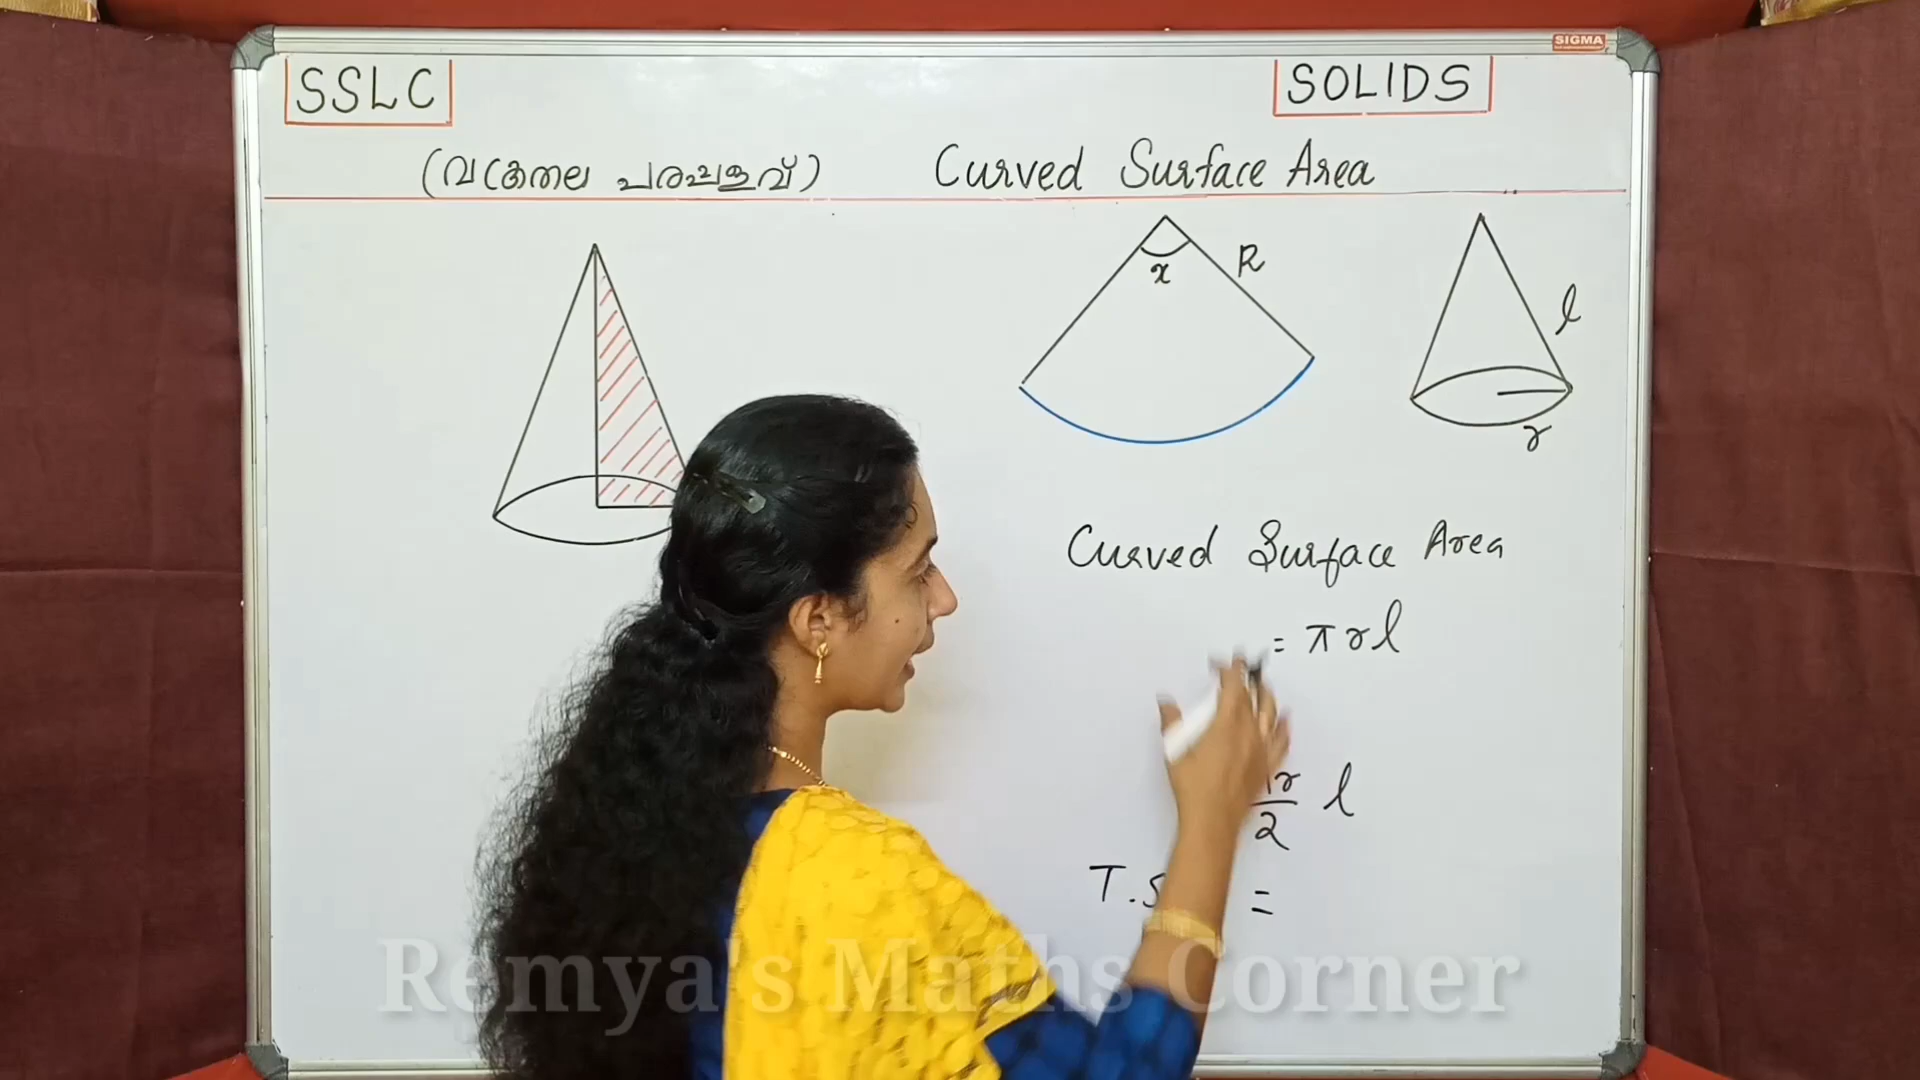 SIGMA
SSLC
SOLIDS
(വക്രതല പരപ്പളവ്) Curved Surface Area
x
R
l
r
Curved Surface Area
= πrl
r/2 l
T.S =
Remya's Maths Corner